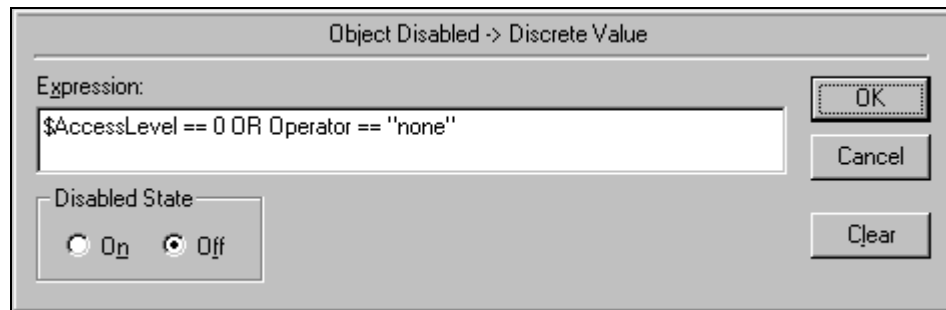 Object Disabled -> Discrete Value
Expression:
$AccessLevel == 0 OR Operator == "none"
OK
Cancel
Disabled State
On
Off
Clear